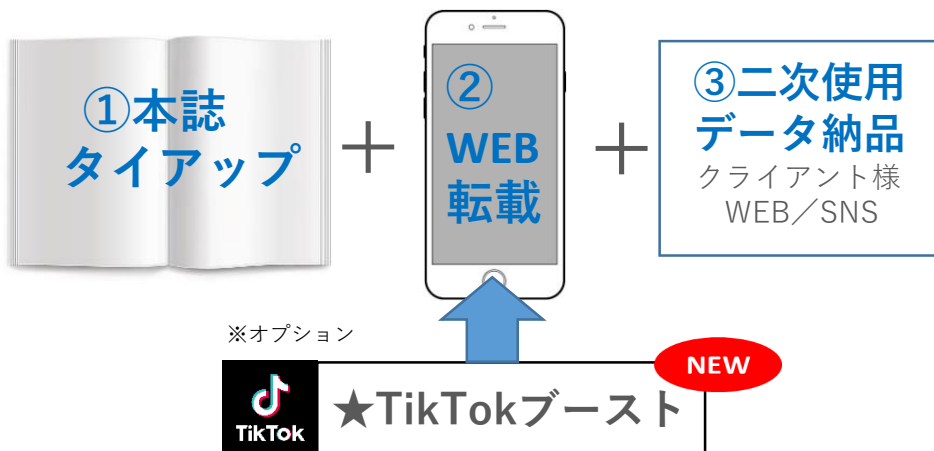 ①本誌
タイアップ
＋
②
WEB
転載
＋
③二次使用
データ納品
クライアント様
WEB／SNS
※オプション
NEW
TikTok
★TikTokブースト